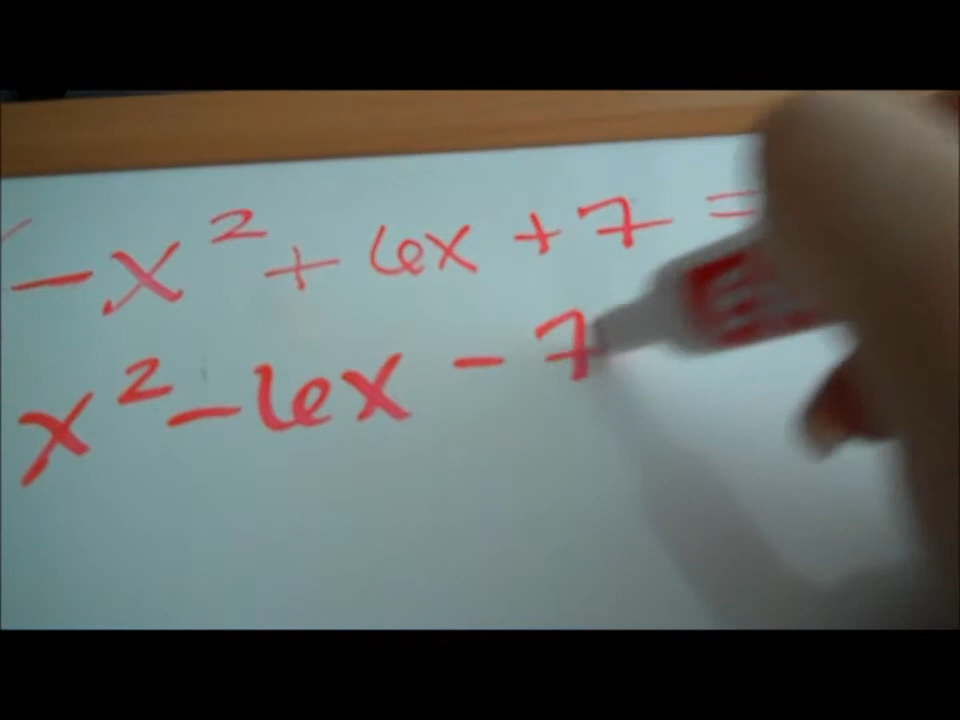 -x² + 6x + 7 =
x² - 6x - 7